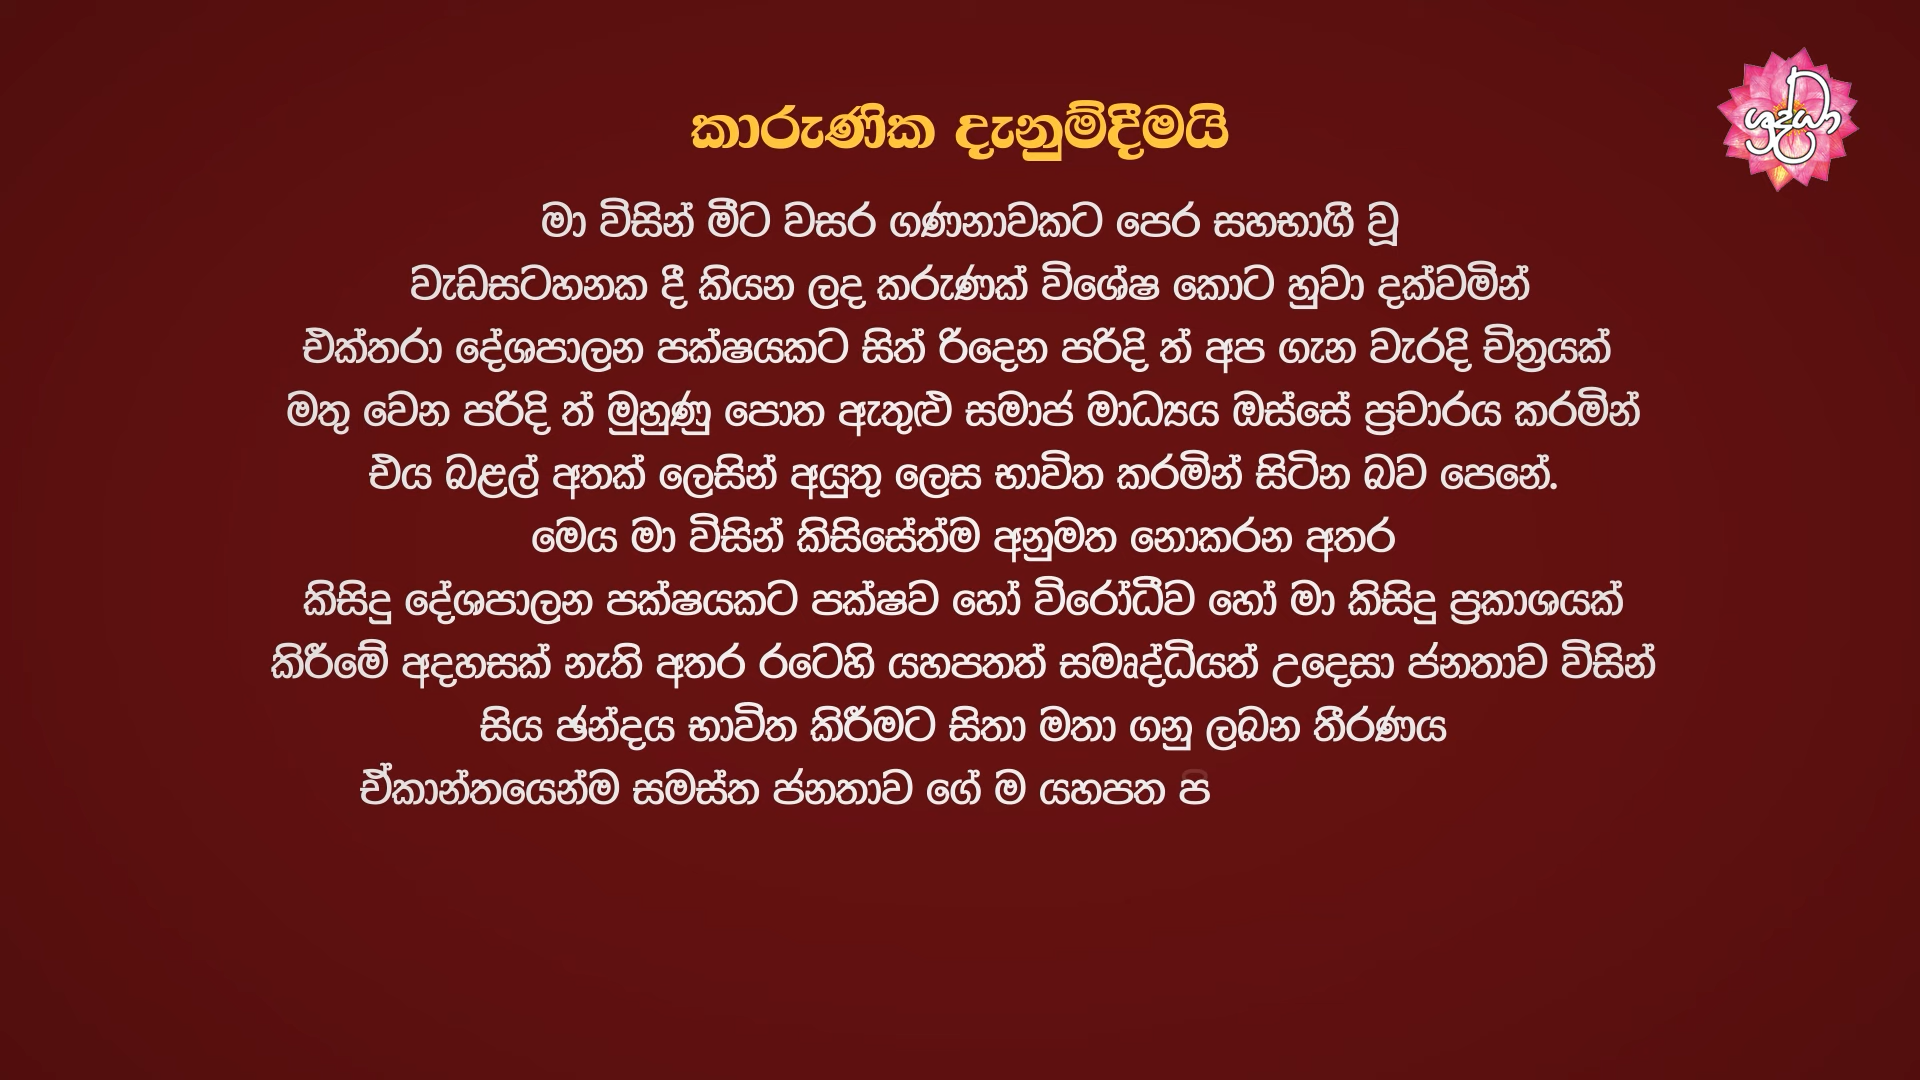 කාරුණික දැනුම්දීමයි
ශ්‍රද්ධා
මා විසින් මීට වසර ගණනාවකට පෙර සහභාගී වූ
වැඩසටහනක දී කියන ලද කරුණක් විශේෂ කොට හුවා දක්වමින්
එක්තරා දේශපාලන පක්ෂයකට සිත් රිදෙන පරිදි ත් අප ගැන වැරදි චිත්‍රයක්
මතු වෙන පරිදි ත් මුහුණු පොත ඇතුළු සමාජ මාධ්‍යය ඔස්සේ ප්‍රචාරය කරමින්
එය බළල් අතක් ලෙසින් අයුතු ලෙස භාවිත කරමින් සිටින බව පෙනේ.
මෙය මා විසින් කිසිසේත්ම අනුමත නොකරන අතර
කිසිදු දේශපාලන පක්ෂයකට පක්ෂව හෝ විරෝධීව හෝ මා කිසිදු ප්‍රකාශයක්
කිරීමේ අදහසක් නැති අතර රටෙහි යහපතත් සමෘද්ධියත් උදෙසා ජනතාව විසින්
සිය ඡන්දය භාවිත කිරීමට සිතා මතා ගනු ලබන තීරණය
ඒකාන්තයෙන්ම සමස්ත ජනතාව ගේ ම යහපත ප